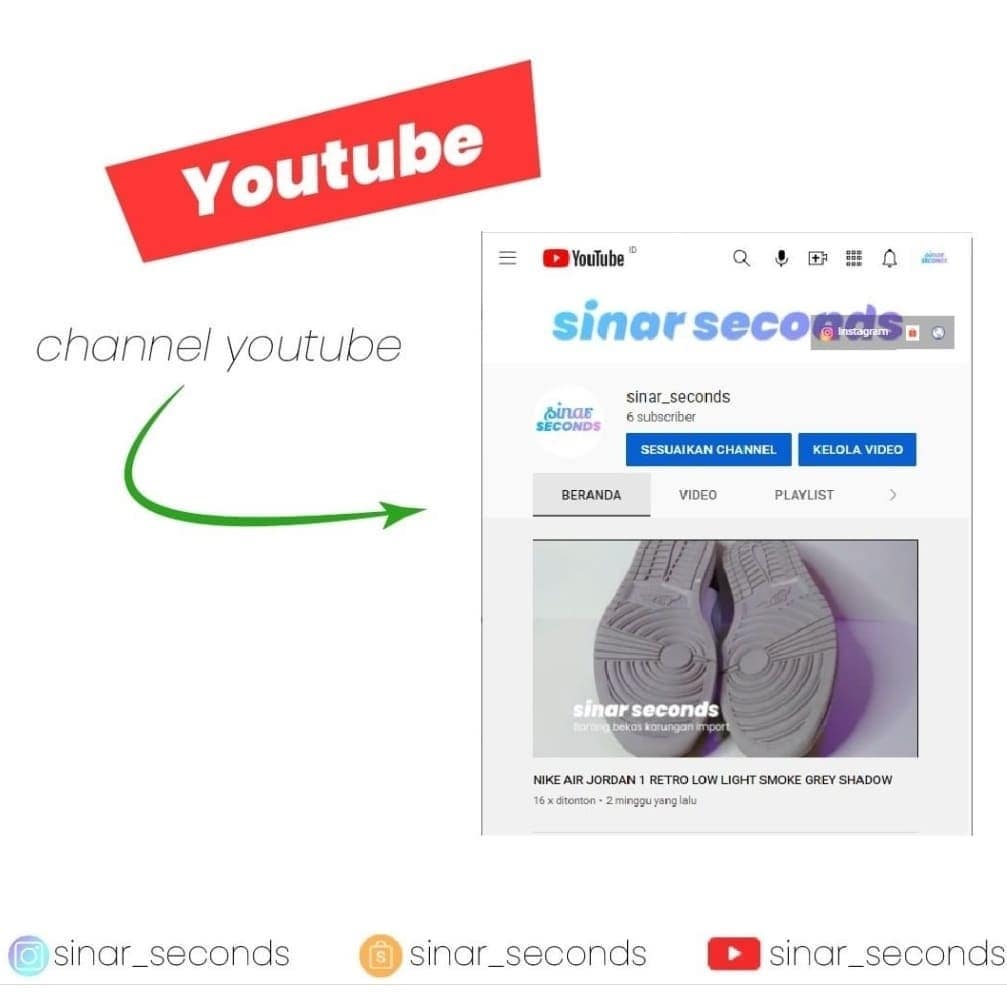 Youtube
channel youtube
YouTube ID
sinar seconds
Instagram
sinar SECONDS
sinar_seconds
6 subscriber
SESUAIKAN CHANNEL
KELOLA VIDEO
BERANDA
VIDEO
PLAYLIST
sinar seconds
Barang bekas karungan import
NIKE AIR JORDAN 1 RETRO LOW LIGHT SMOKE GREY SHADOW
16 x ditonton • 2 minggu yang lalu
sinar_seconds
sinar_seconds
sinar_seconds